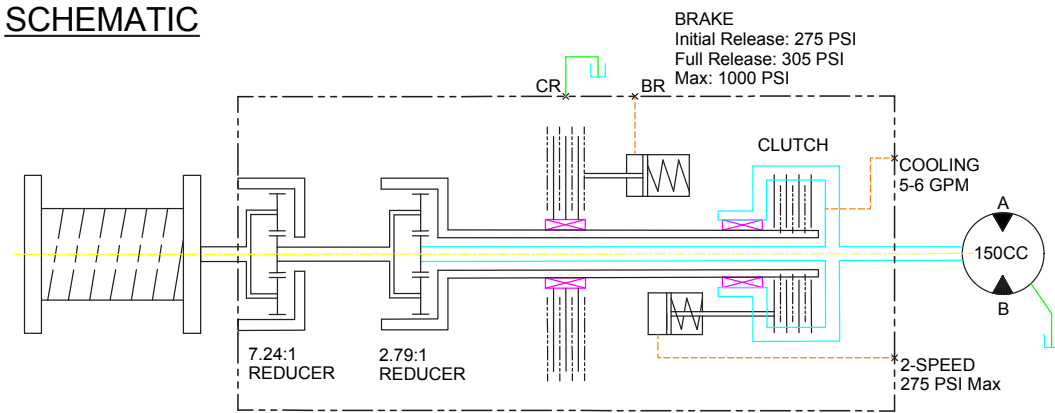 SCHEMATIC
BRAKE
Initial Release: 275 PSI
Full Release: 305 PSI
Max: 1000 PSI
CR
BR
CLUTCH
COOLING
5-6 GPM
A
150CC
B
7.24:1
REDUCER
2.79:1
REDUCER
2-SPEED
275 PSI Max